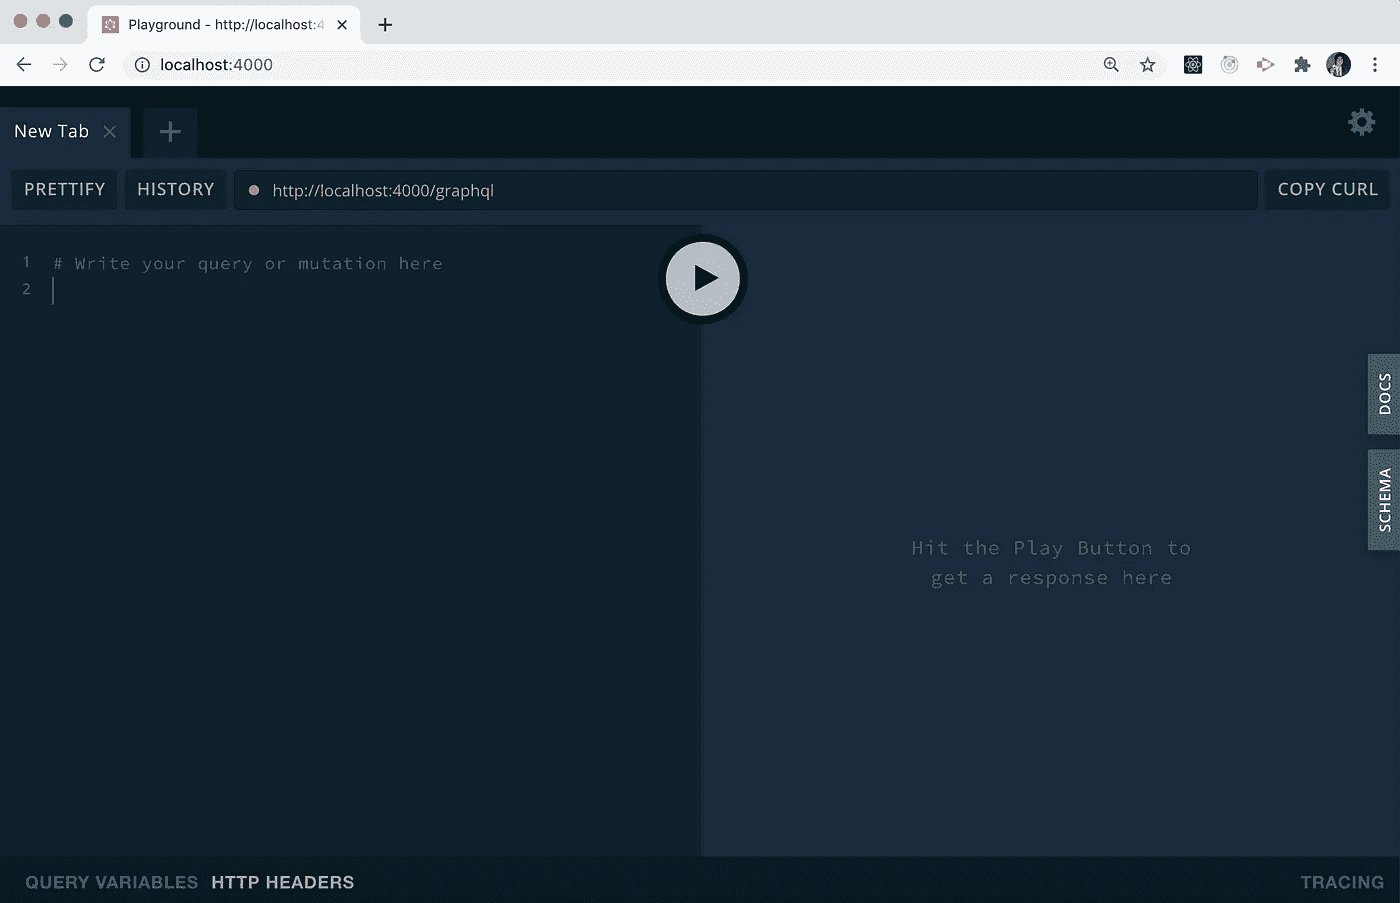 Playground - http://localhost:4
localhost:4000
New Tab
PRETTIFY
HISTORY
http://localhost:4000/graphql
COPY CURL
1 # Write your query or mutation here
2
DOCS
SCHEMA
Hit the Play Button to
get a response here
QUERY VARIABLES
HTTP HEADERS
TRACING